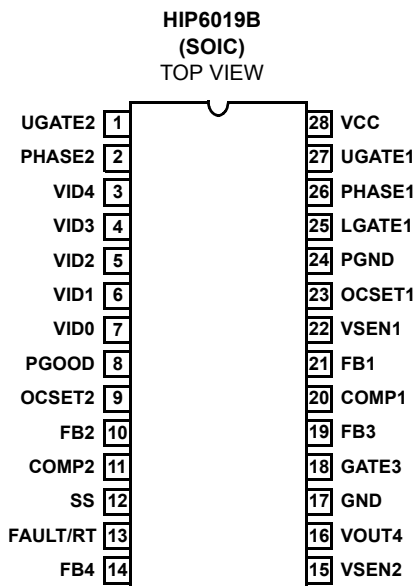 HIP6019B
(SOIC)
TOP VIEW
UGATE2 1 28 VCC
PHASE2 2 27 UGATE1
VID4 3 26 PHASE1
VID3 4 25 LGATE1
VID2 5 24 PGND
VID1 6 23 OCSET1
VID0 7 22 VSEN1
PGOOD 8 21 FB1
OCSET2 9 20 COMP1
FB2 10 19 FB3
COMP2 11 18 GATE3
SS 12 17 GND
FAULT/RT 13 16 VOUT4
FB4 14 15 VSEN2